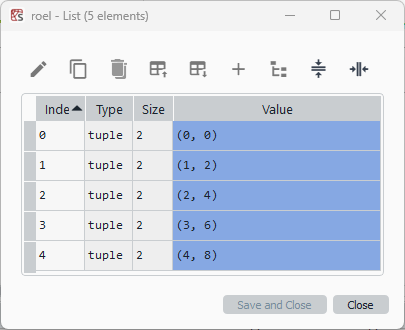 roel - List (5 elements)
Inde Type Size Value
0 tuple 2 (0, 0)
1 tuple 2 (1, 2)
2 tuple 2 (2, 4)
3 tuple 2 (3, 6)
4 tuple 2 (4, 8)
Save and Close Close